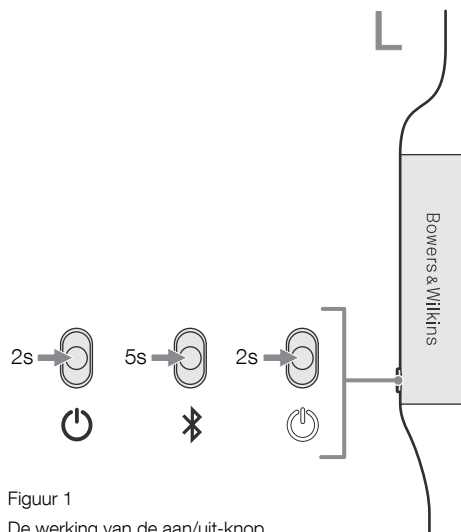 L
Bowers & Wilkins
2s 5s 2s
Figuur 1
De werking van de aan/uit-knop